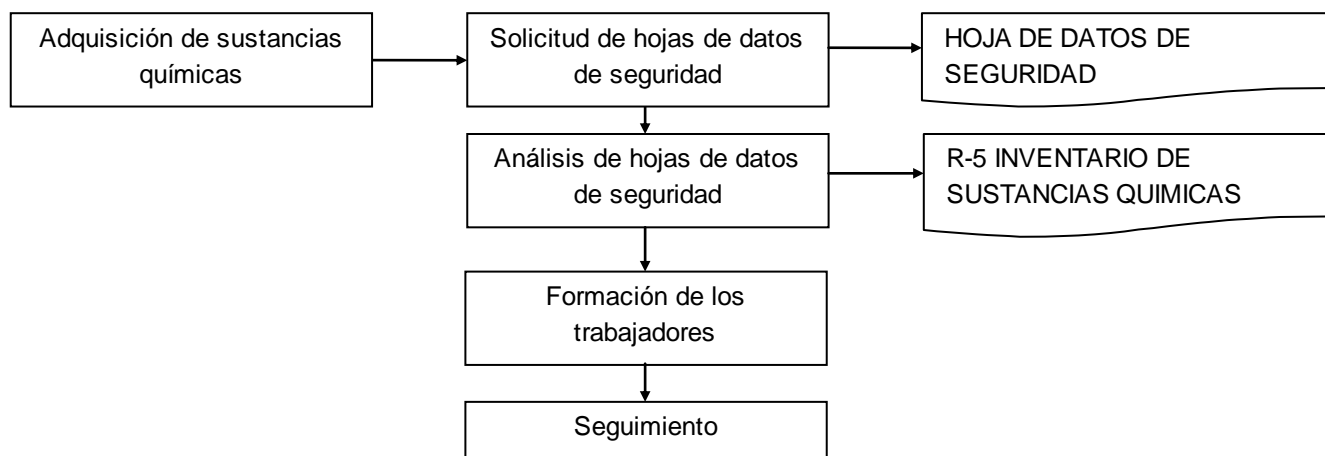 Adquisición de sustancias
químicas
Solicitud de hojas de datos
de seguridad
HOJA DE DATOS DE
SEGURIDAD
Análisis de hojas de datos
de seguridad
R-5 INVENTARIO DE
SUSTANCIAS QUIMICAS
Formación de los
trabajadores
Seguimiento